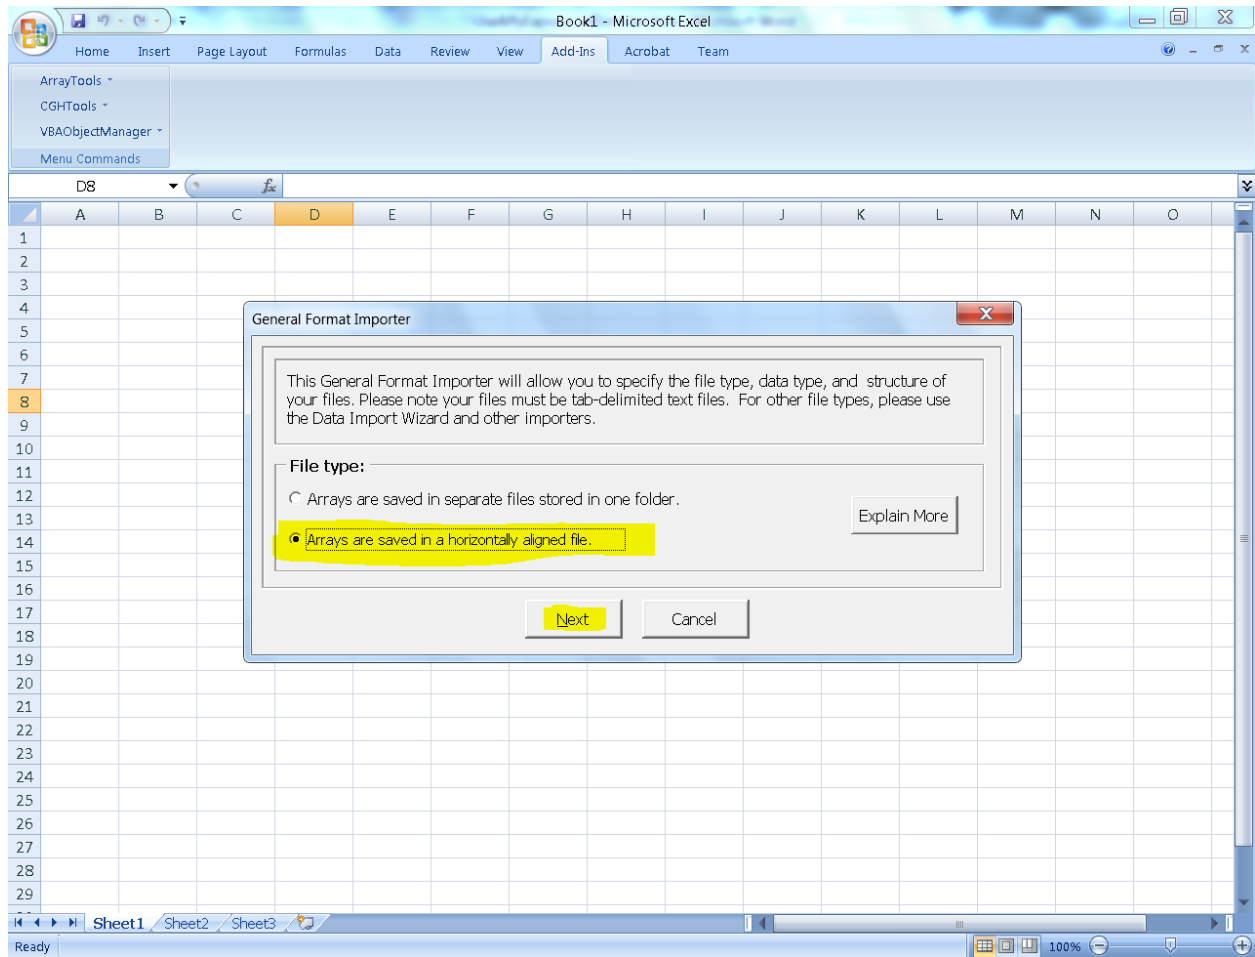 Book1 - Microsoft Excel
Home Insert Page Layout Formulas Data Review View Add-Ins Acrobat Team
ArrayTools
CGHTools
VBAObjectManager
Menu Commands
D8 fx
A B C D E F G H I J K L M N O
1
2
3
4
5
6
7
8
9
10
11
12
13
14
15
16
17
18
19
20
21
22
23
24
25
26
27
28
29
General Format Importer
This General Format Importer will allow you to specify the file type, data type, and structure of
your files. Please note your files must be tab-delimited text files. For other file types, please use
the Data Import Wizard and other importers.
File type:
Arrays are saved in separate files stored in one folder.
Explain More
Arrays are saved in a horizontally aligned file.
Next Cancel
Sheet1 Sheet2 Sheet3
Ready 100%